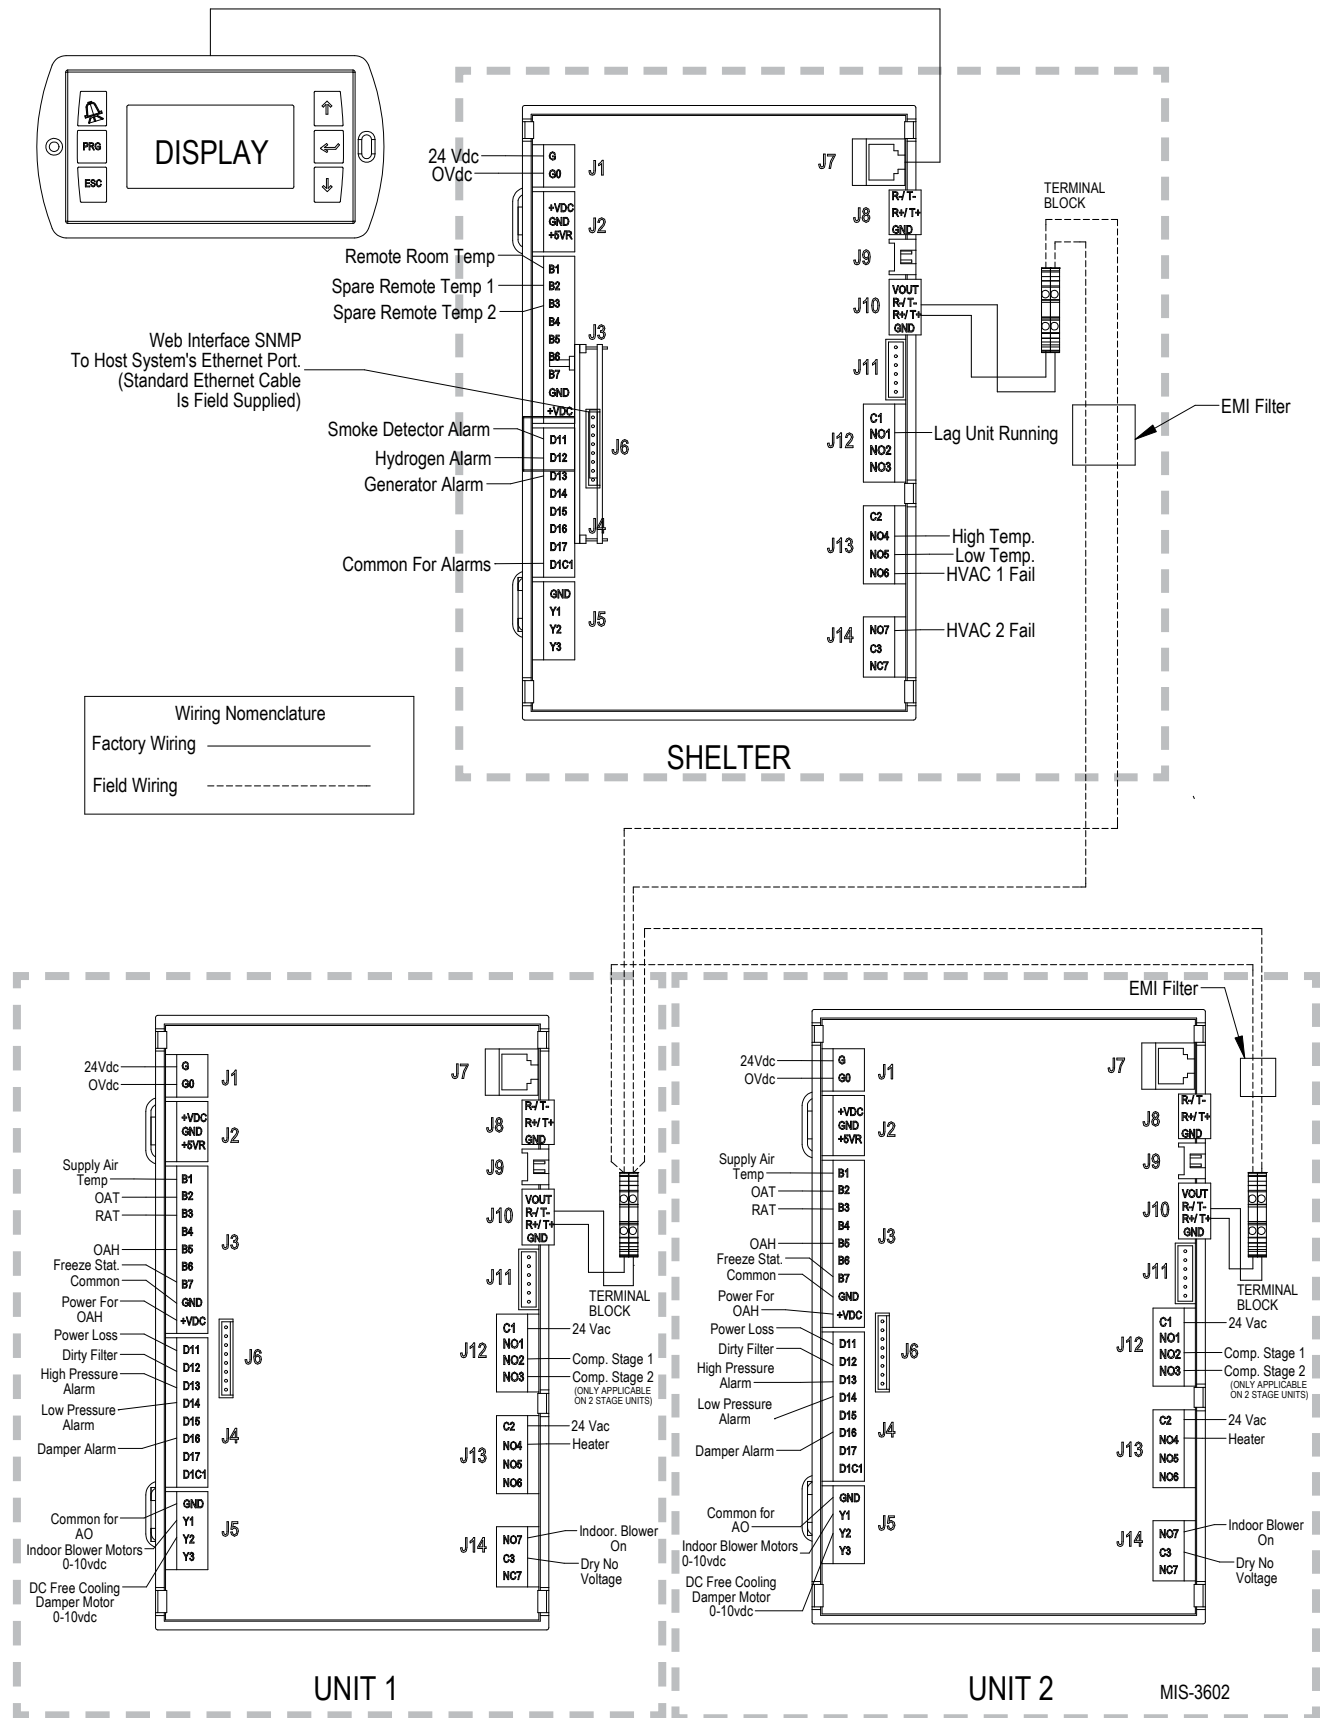 PRG
ESC
DISPLAY
24 Vdc
OVdc
G
G0
J1
+VDC
GND
+5VR
J2
Remote Room Temp
Spare Remote Temp 1
Spare Remote Temp 2
B1
B2
B3
B4
B5
B6
B7
GND
+VDC
J3
Web Interface SNMP
To Host System's Ethernet Port.
(Standard Ethernet Cable
Is Field Supplied)
Smoke Detector Alarm
Hydrogen Alarm
Generator Alarm
Common For Alarms
D11
D12
D13
D14
D15
D16
D17
D1C1
J6
J4
GND
Y1
Y2
Y3
J5
J7
J8
R-/ T-
R+/ T+
GND
J9
J10
VOUT
R-/ T-
R+/ T+
GND
J11
J12
C1
NO1
NO2
NO3
Lag Unit Running
J13
C2
NO4
NO5
NO6
High Temp.
Low Temp.
HVAC 1 Fail
J14
NO7
C3
NC7
HVAC 2 Fail
TERMINAL
BLOCK
EMI Filter
SHELTER
Wiring Nomenclature
Factory Wiring
Field Wiring
24Vdc
OVdc
G
G0
J1
+VDC
GND
+5VR
J2
Supply Air
Temp
OAT
RAT
OAH
Freeze Stat.
Common
Power For
OAH
B1
B2
B3
B4
B5
B6
B7
GND
+VDC
J3
Power Loss
Dirty Filter
High Pressure
Alarm
Low Pressure
Alarm
Damper Alarm
D11
D12
D13
D14
D15
D16
D17
D1C1
J6
J4
Common for
AO
Indoor Blower Motors
0-10vdc
DC Free Cooling
Damper Motor
0-10vdc
GND
Y1
Y2
Y3
J5
J7
J8
R-/ T-
R+/ T+
GND
J9
J10
VOUT
R-/ T-
R+/ T+
GND
J11
TERMINAL
BLOCK
J12
C1
NO1
NO2
NO3
24 Vac
Comp. Stage 1
Comp. Stage 2
(ONLY APPLICABLE
ON 2 STAGE UNITS)
J13
C2
NO4
NO5
NO6
24 Vac
Heater
J14
NO7
C3
NC7
Indoor. Blower
On
Dry No
Voltage
UNIT 1
EMI Filter
24Vdc
OVdc
G
G0
J1
+VDC
GND
+5VR
J2
Supply Air
Temp
OAT
RAT
OAH
Freeze Stat.
Common
Power For
OAH
B1
B2
B3
B4
B5
B6
B7
GND
+VDC
J3
Power Loss
Dirty Filter
High Pressure
Alarm
Low Pressure
Alarm
Damper Alarm
D11
D12
D13
D14
D15
D16
D17
D1C1
J6
J4
Common for
AO
Indoor Blower Motors
0-10vdc
DC Free Cooling
Damper Motor
0-10vdc
GND
Y1
Y2
Y3
J5
J7
J8
R-/ T-
R+/ T+
GND
J9
J10
VOUT
R-/ T-
R+/ T+
GND
J11
TERMINAL
BLOCK
J12
C1
NO1
NO2
NO3
24 Vac
Comp. Stage 1
Comp. Stage 2
(ONLY APPLICABLE
ON 2 STAGE UNITS)
J13
C2
NO4
NO5
NO6
24 Vac
Heater
J14
NO7
C3
NC7
Indoor Blower
On
Dry No
Voltage
UNIT 2
MIS-3602